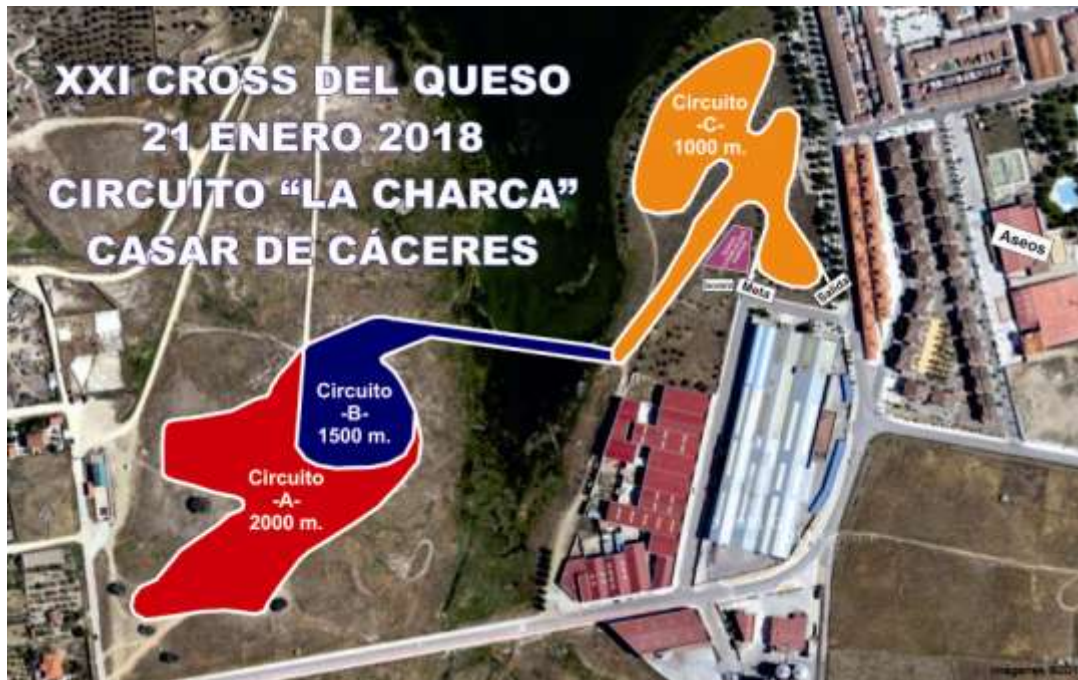 XXI CROSS DEL QUESO
21 ENERO 2018
CIRCUITO “LA CHARCA”
CASAR DE CÁCERES
Circuito
-C-
1000 m.
Aseos
Meta
Salida
Circuito
-B-
1500 m.
Circuito
-A-
2000 m.